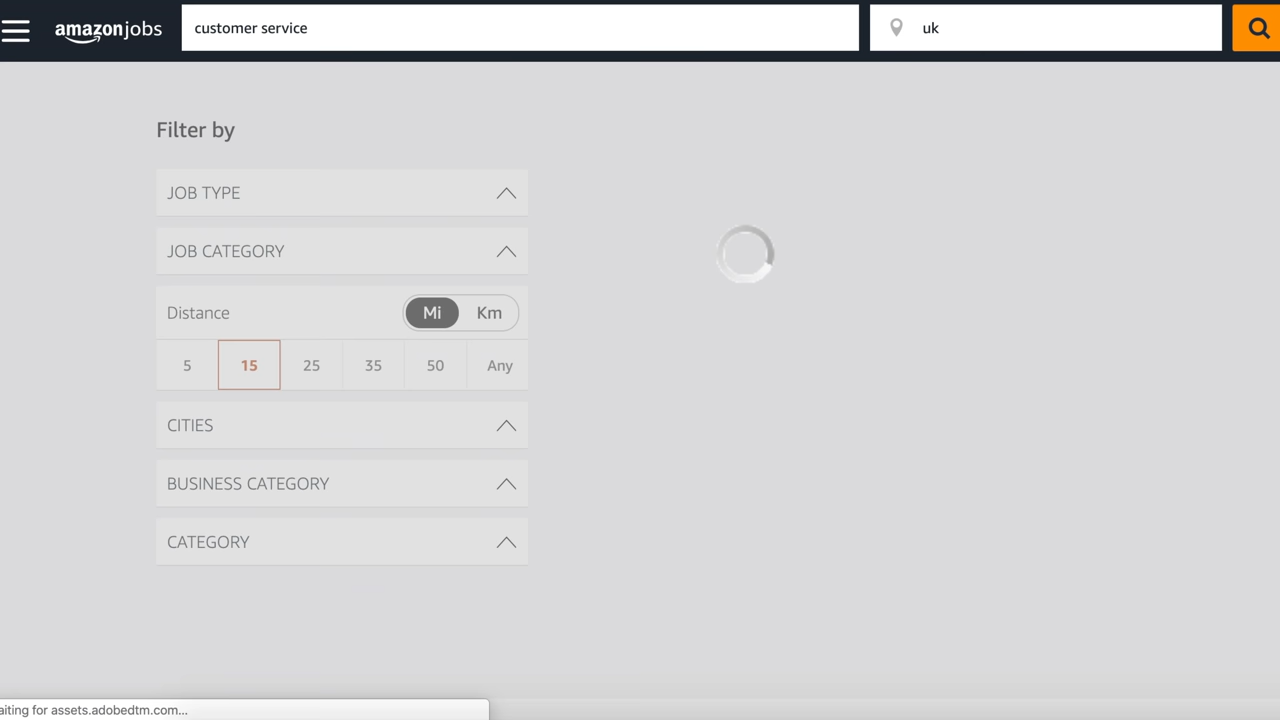 amazonjobs customer service uk
Filter by
JOB TYPE
JOB CATEGORY
Distance Mi Km
5 15 25 35 50 Any
CITIES
BUSINESS CATEGORY
CATEGORY
aiting for assets.adobedtm.com...